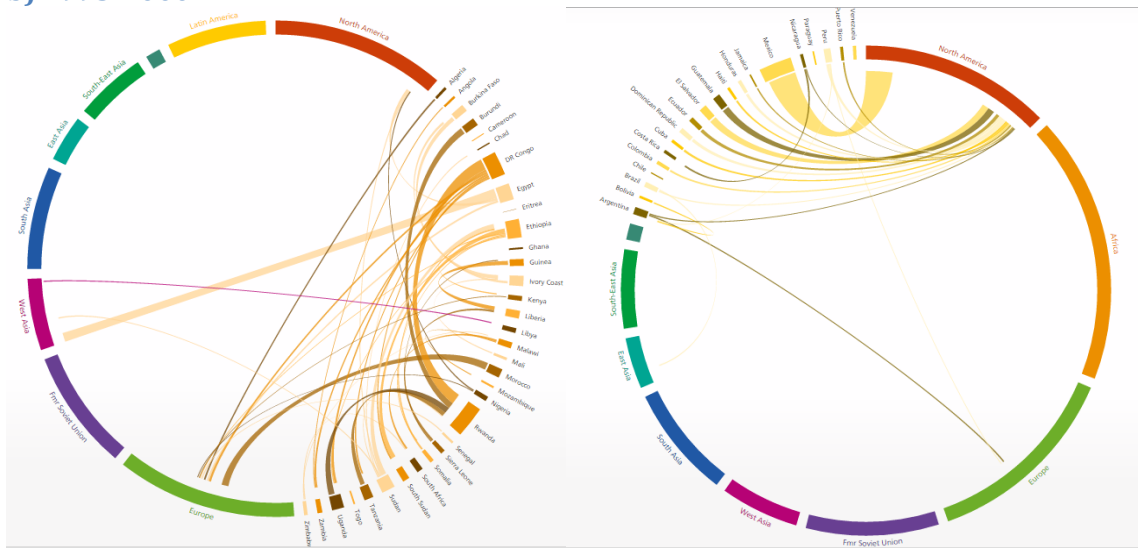 Latin America
North America
South-East Asia
East Asia
South Asia
West Asia
Fmr Soviet Union
Europe
Algeria
Angola
Burkina Faso
Burundi
Cameroon
Chad
DR Congo
Egypt
Eritrea
Ethiopia
Ghana
Guinea
Ivory Coast
Kenya
Liberia
Libya
Malawi
Mali
Morocco
Mozambique
Nigeria
Rwanda
Senegal
Sierra Leone
Somalia
South Africa
South Sudan
Sudan
Tanzania
Togo
Uganda
Zambia
Zimbabw
North America
Africa
Europe
Fmr Soviet Union
West Asia
South Asia
East Asia
South-East Asia
Argentina
Bolivia
Brazil
Chile
Colombia
Costa Rica
Cuba
Dominican Republic
Ecuador
El Salvador
Guatemala
Haiti
Honduras
Jamaica
Mexico
Nicaragua
Paraguay
Peru
Puerto Rico
Venezuela